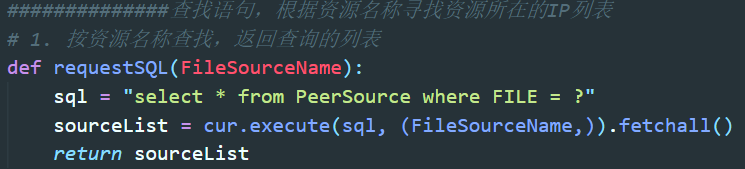 ##############查找语句，根据资源名称寻找资源所在的IP列表
# 1. 按资源名称查找，返回查询的列表
def requestSQL(FileSourceName):
    sql = "select * from PeerSource where FILE = ?"
    sourceList = cur.execute(sql, (FileSourceName,)).fetchall()
    return sourceList